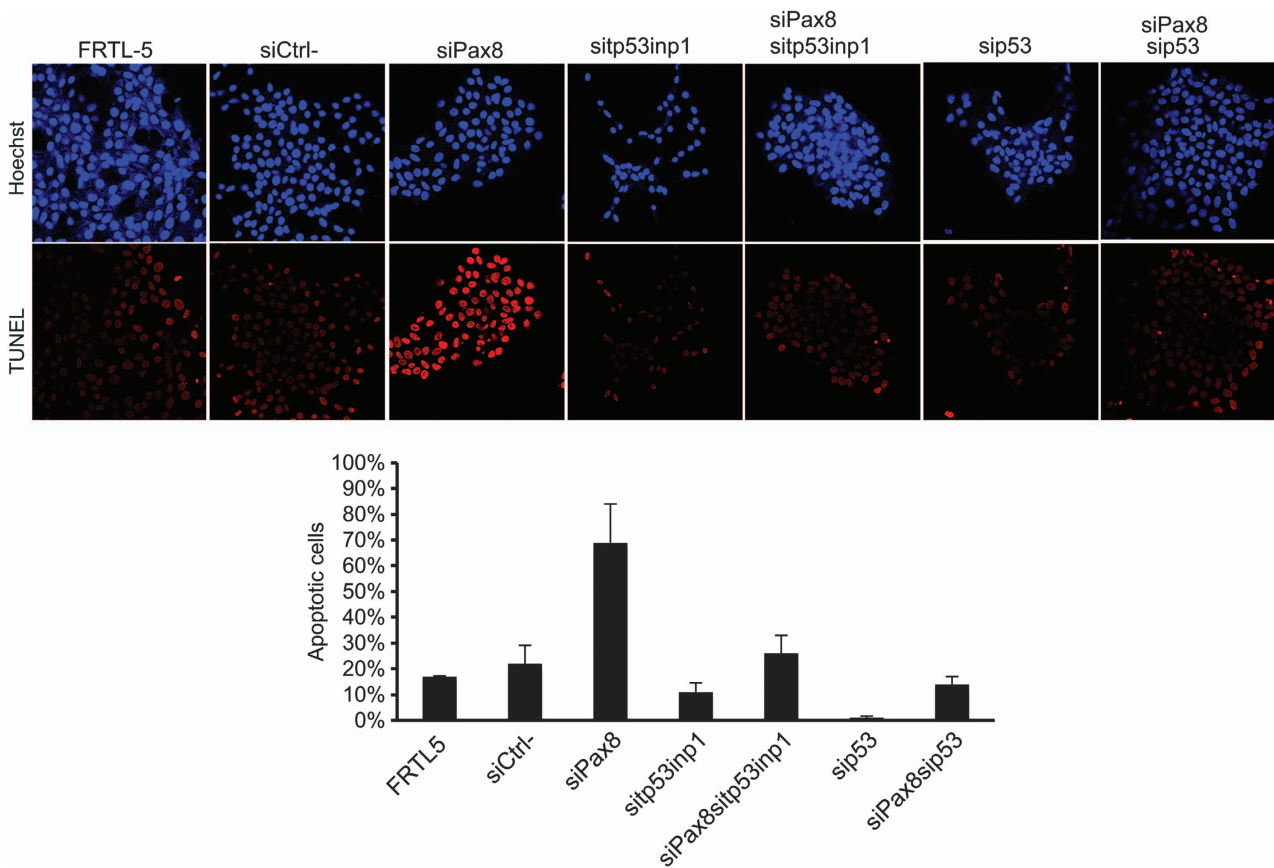 siPax8
siPax8
FRTL-5
siCtrl-
siPax8
sitp53inp1
sitp53inp1
sip53
sip53
Hoechst
TUNEL
100%
90%
80%
70%
60%
50%
40%
30%
20%
10%
0%
Apoptotic cells
FRTL5
siCtrl-
siPax8
sitp53inp1
siPax8sitp53inp1
sip53
siPax8sip53